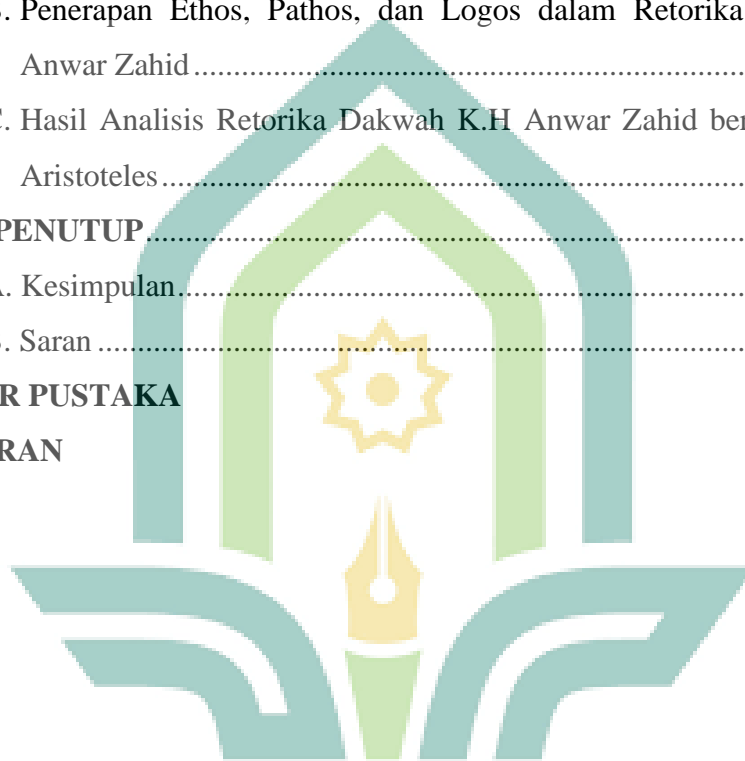 . Penerapan Ethos, Pathos, dan Logos dalam Retorika
Anwar Zahid................................................................
. Hasil Analisis Retorika Dakwah K.H Anwar Zahid ber
Aristoteles....................................................................
PENUTUP......................................................................
. Kesimpulan..................................................................
. Saran...........................................................................
R PUSTAKA
RAN